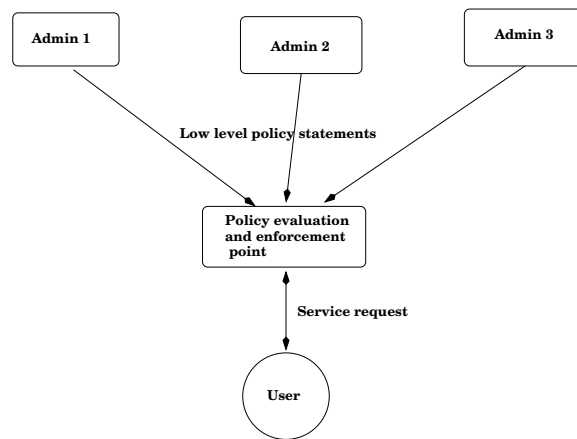 Admin 1
Admin 2
Admin 3
Low level policy statements
Policy evaluation
and enforcement
point
Service request
User